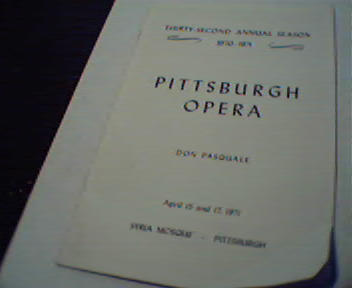 THIRTY-SECOND ANNUAL SEASON
1970-1971
PITTSBURGH
OPERA
DON PASQUALE
April 15 and 17, 1971
SYRIA MOSQUE - PITTSBURGH